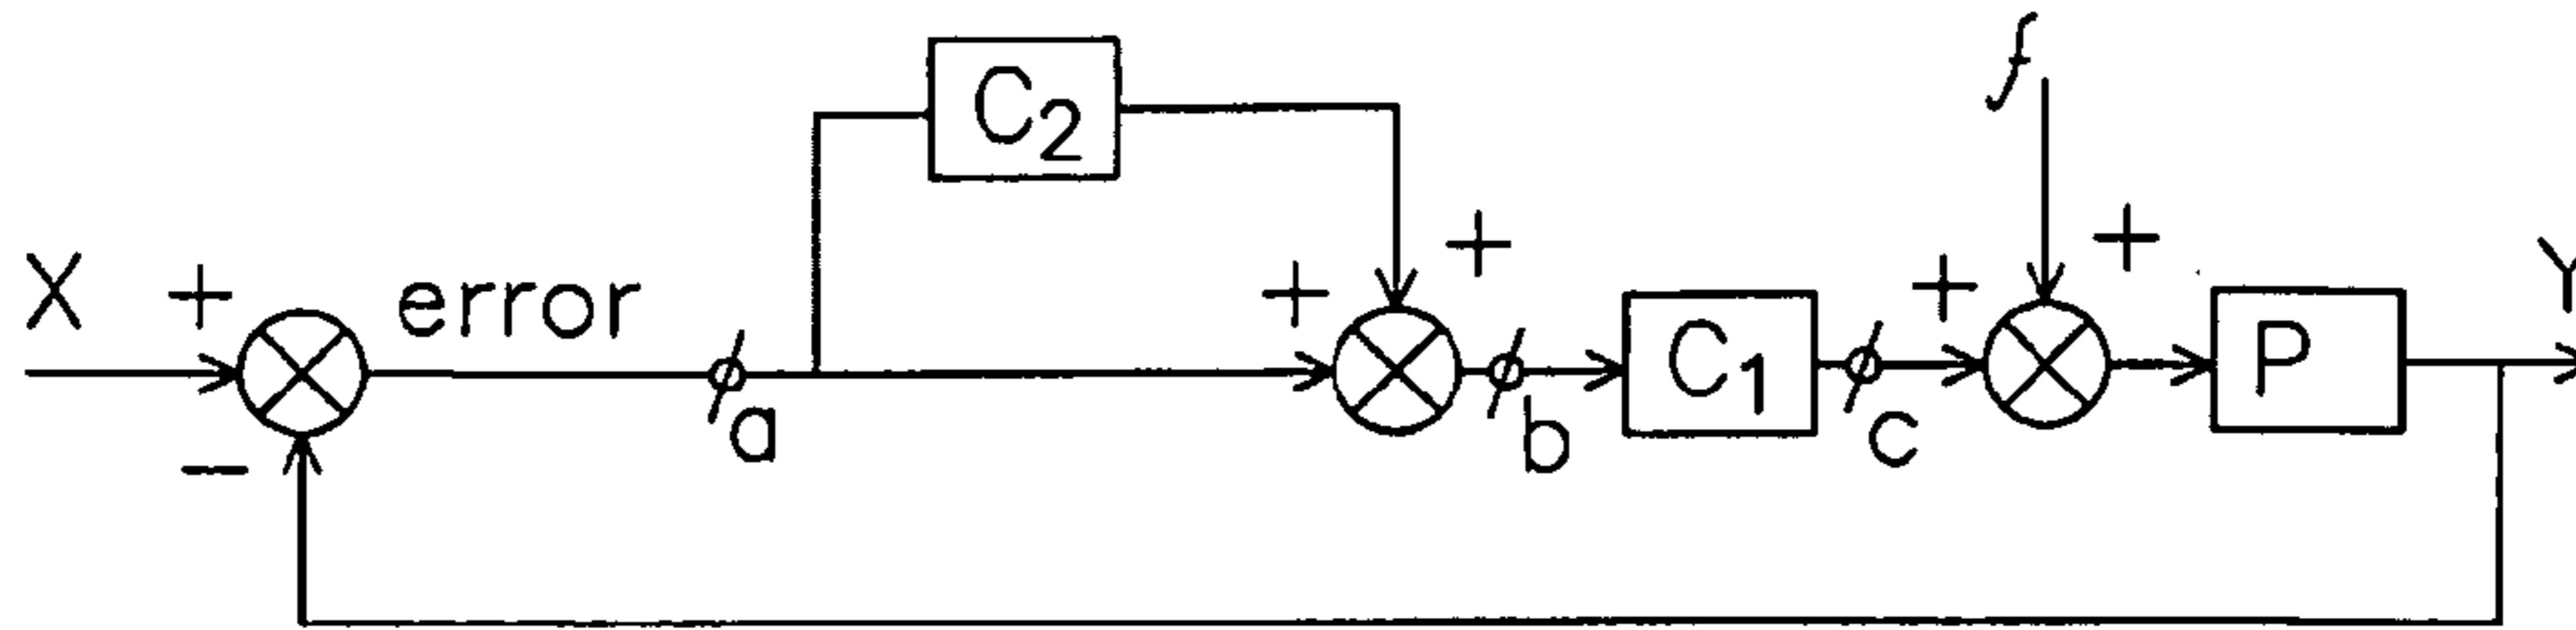 C2
f
X + error + + + + Y
a b C1 c P
−